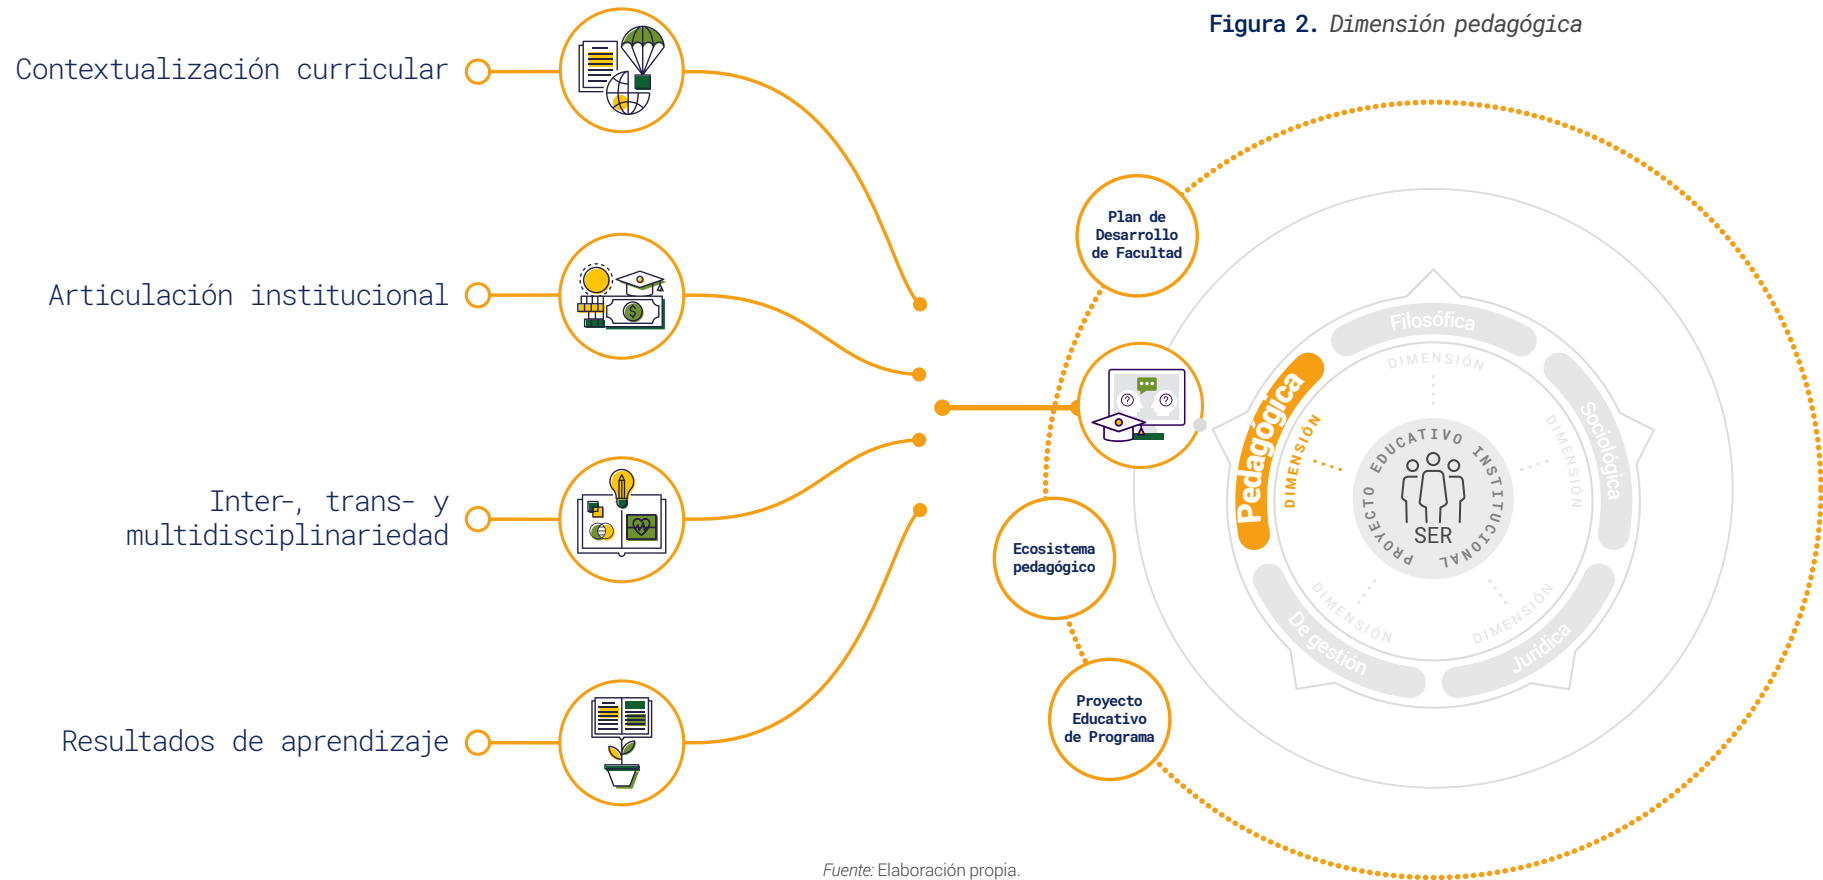 Figura 2. Dimensión pedagógica
Contextualización curricular
Articulación institucional
Inter-, trans- y
multidisciplinariedad
Resultados de aprendizaje
Plan de
Desarrollo
de Facultad
Ecosistema
pedagógico
Proyecto
Educativo
de Programa
Pedagógica
DIMENSIÓN
Filosófica
DIMENSIÓN
Sociológica
DIMENSIÓN
Jurídica
DIMENSIÓN
De gestión
DIMENSIÓN
PROYECTO EDUCATIVO INSTITUCIONAL
SER
$
?
?
Fuente: Elaboración propia.